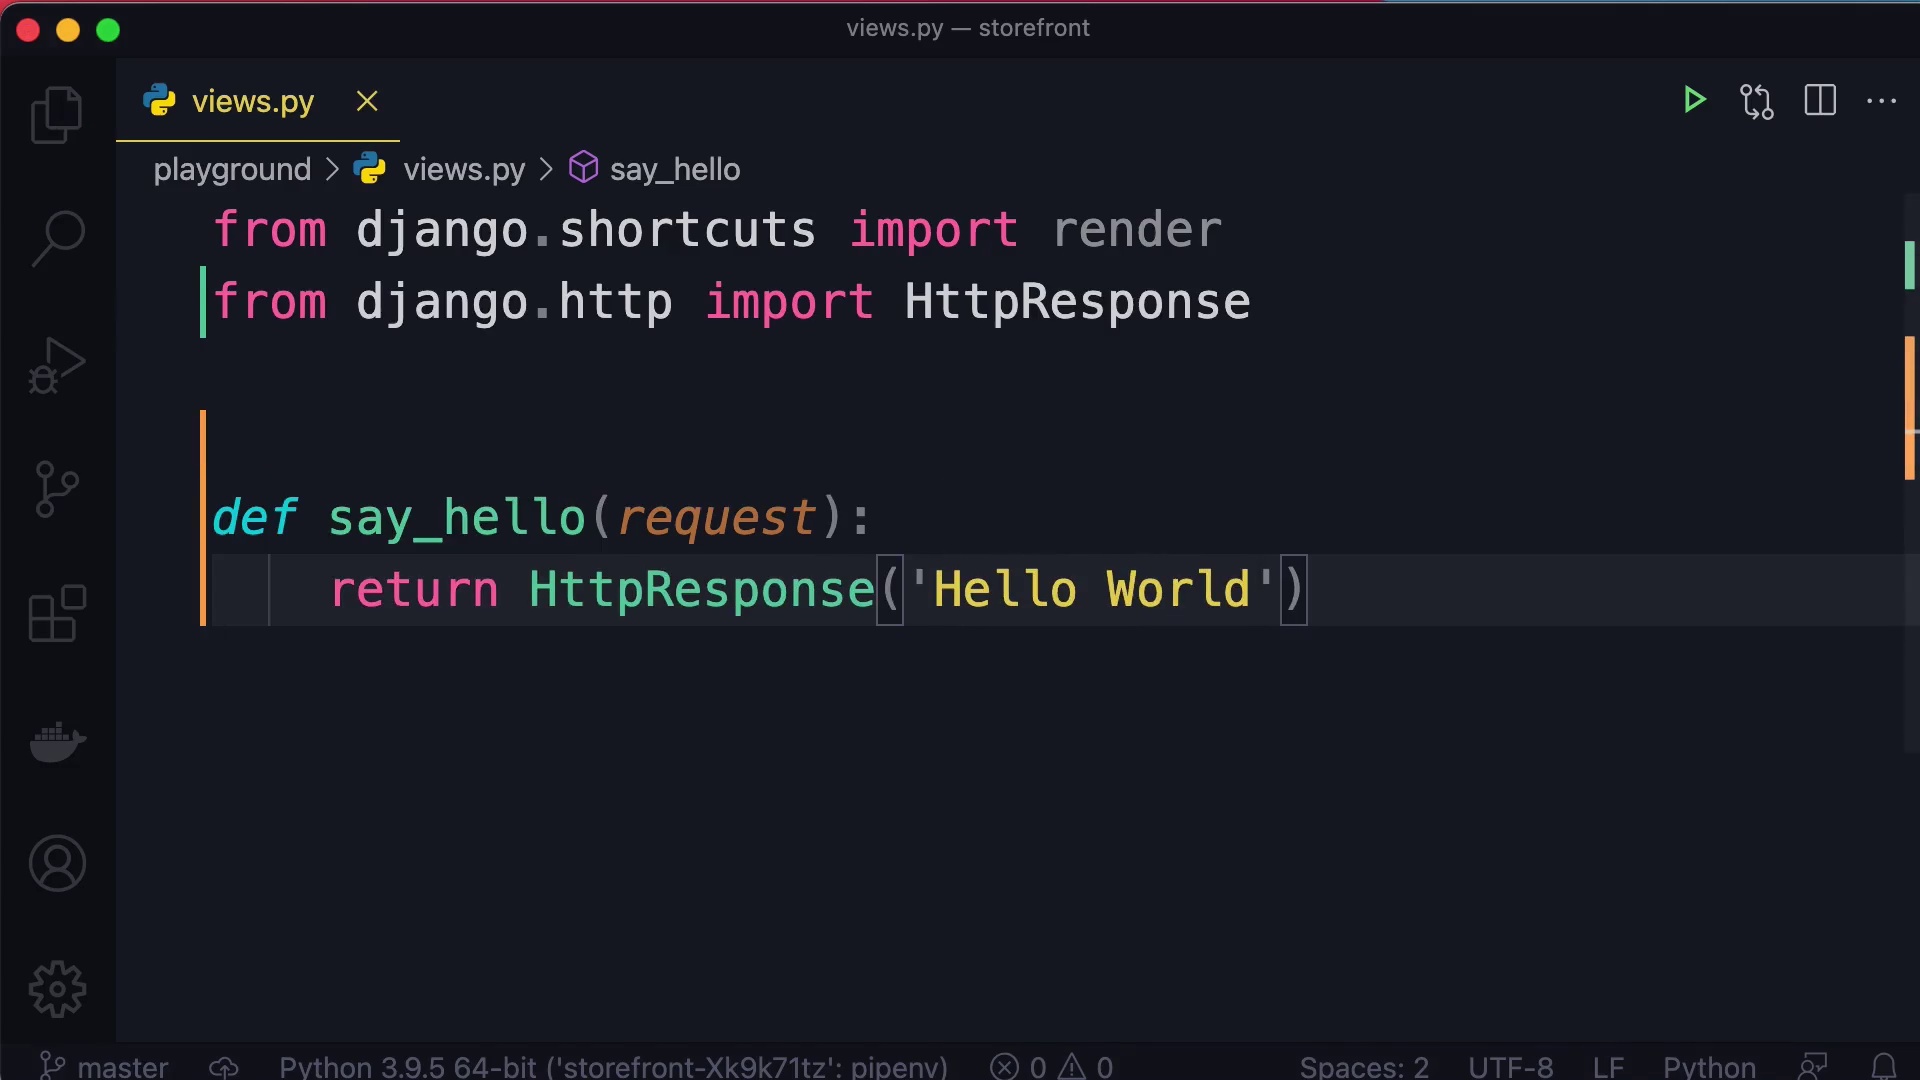 views.py — storefront
views.py
playground > views.py > say_hello
from django.shortcuts import render
from django.http import HttpResponse
def say_hello(request):
    return HttpResponse('Hello World')
master Python 3.9.5 64-bit ('storefront-Xk9k71tz': pipenv) 0 0 Spaces: 2 UTF-8 LF Python